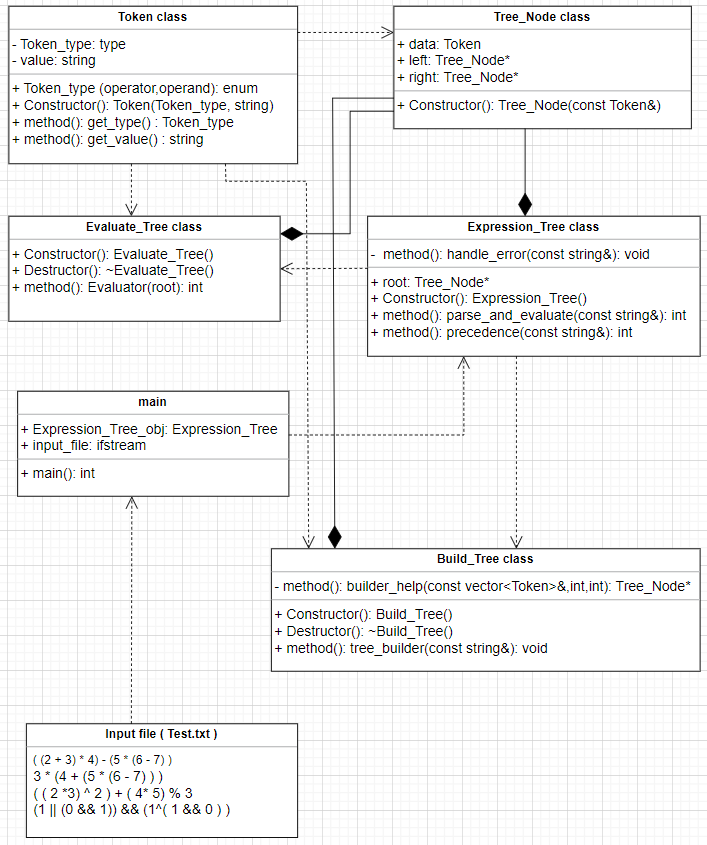 Token class
- Token_type: type
- value: string
+ Token_type (operator,operand): enum
+ Constructor(): Token(Token_type, string)
+ method(): get_type() : Token_type
+ method(): get_value() : string
Tree_Node class
+ data: Token
+ left: Tree_Node*
+ right: Tree_Node*
+ Constructor(): Tree_Node(const Token&)
Evaluate_Tree class
+ Constructor(): Evaluate_Tree()
+ Destructor(): ~Evaluate_Tree()
+ method(): Evaluator(root): int
Expression_Tree class
- method(): handle_error(const string&): void
+ root: Tree_Node*
+ Constructor(): Expression_Tree()
+ method(): parse_and_evaluate(const string&): int
+ method(): precedence(const string&): int
main
+ Expression_Tree_obj: Expression_Tree
+ input_file: ifstream
+ main(): int
Build_Tree class
- method(): builder_help(const vector<Token>&,int,int): Tree_Node*
+ Constructor(): Build_Tree()
+ Destructor(): ~Build_Tree()
+ method(): tree_builder(const string&): void
Input file ( Test.txt )
( (2 + 3) * 4) - (5 * (6 - 7) )
3 * (4 + (5 * (6 - 7) ) )
( ( 2 *3) ^ 2 ) + ( 4* 5) % 3
(1 || (0 && 1)) && (1^( 1 && 0 ) )